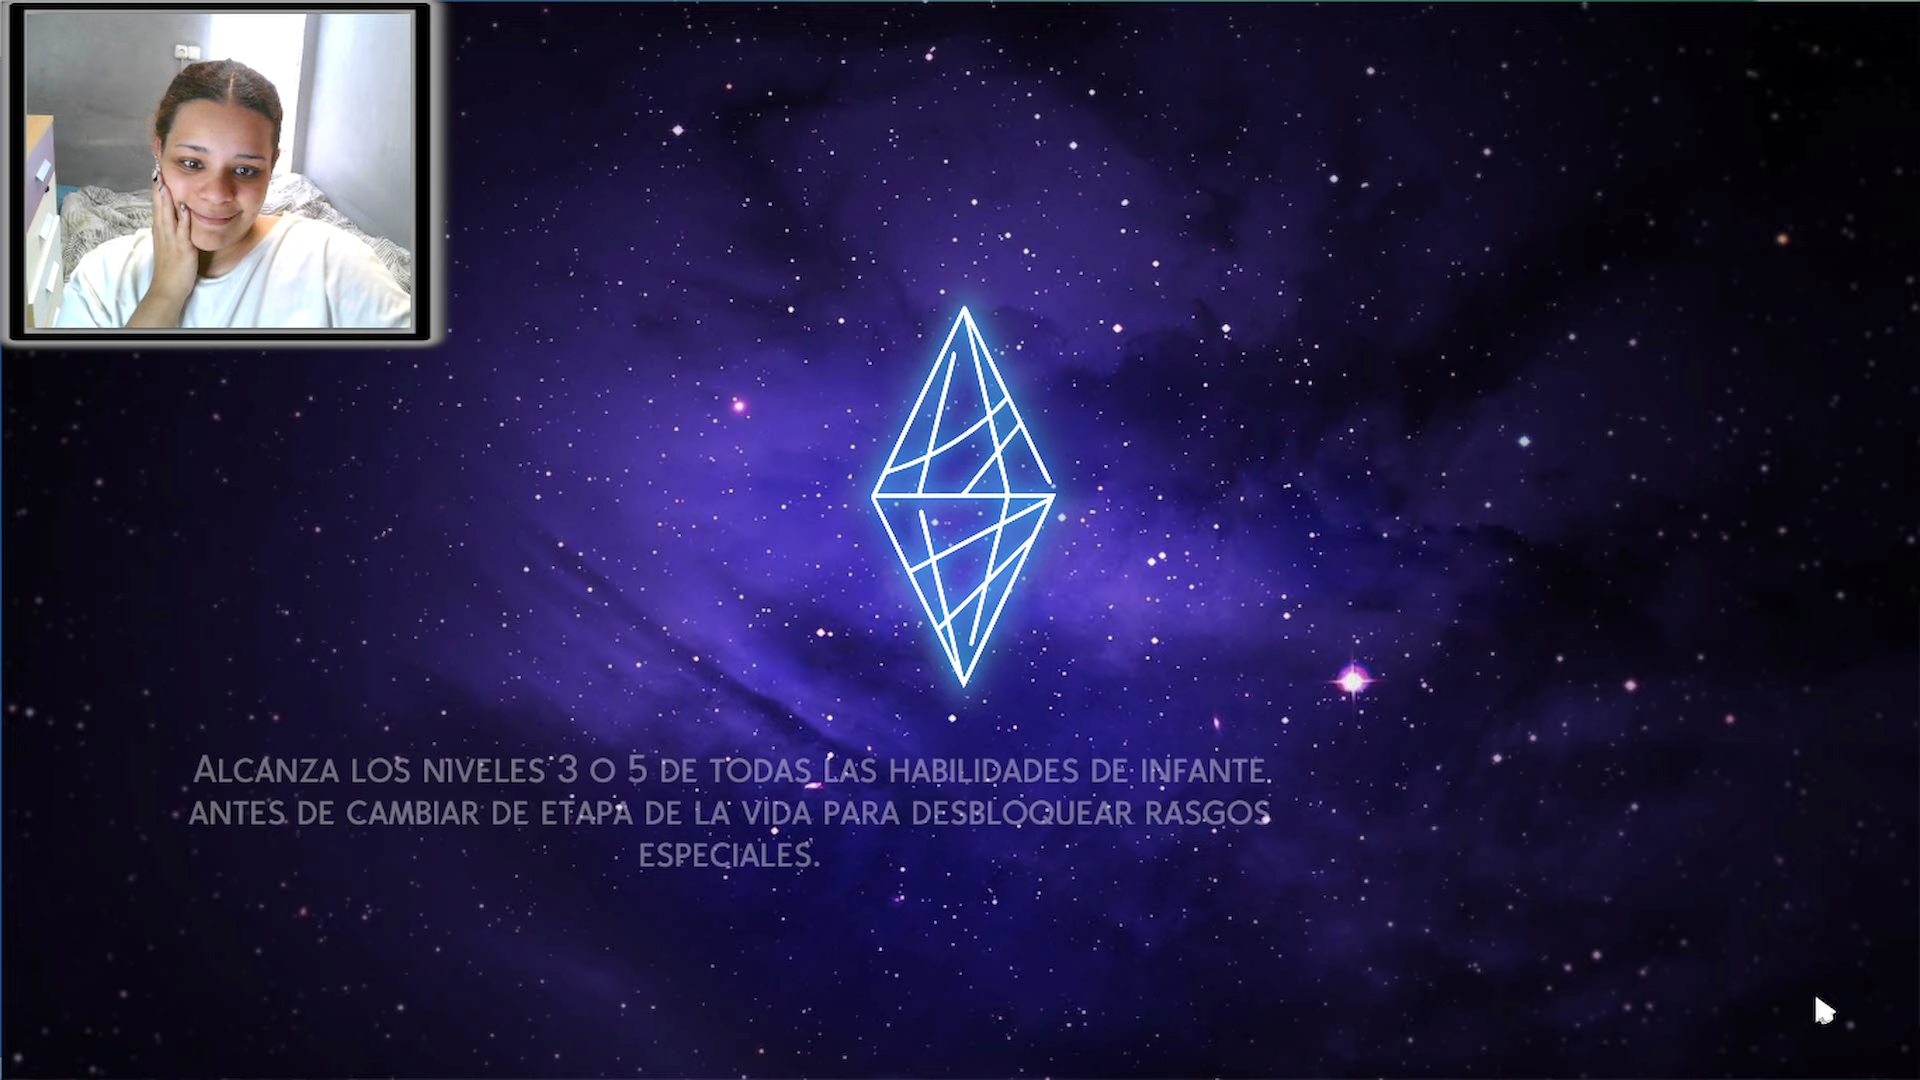 Alcanza los niveles 3 o 5 de todas las habilidades de infante
antes de cambiar de etapa de la vida para desbloquear rasgos
especiales.